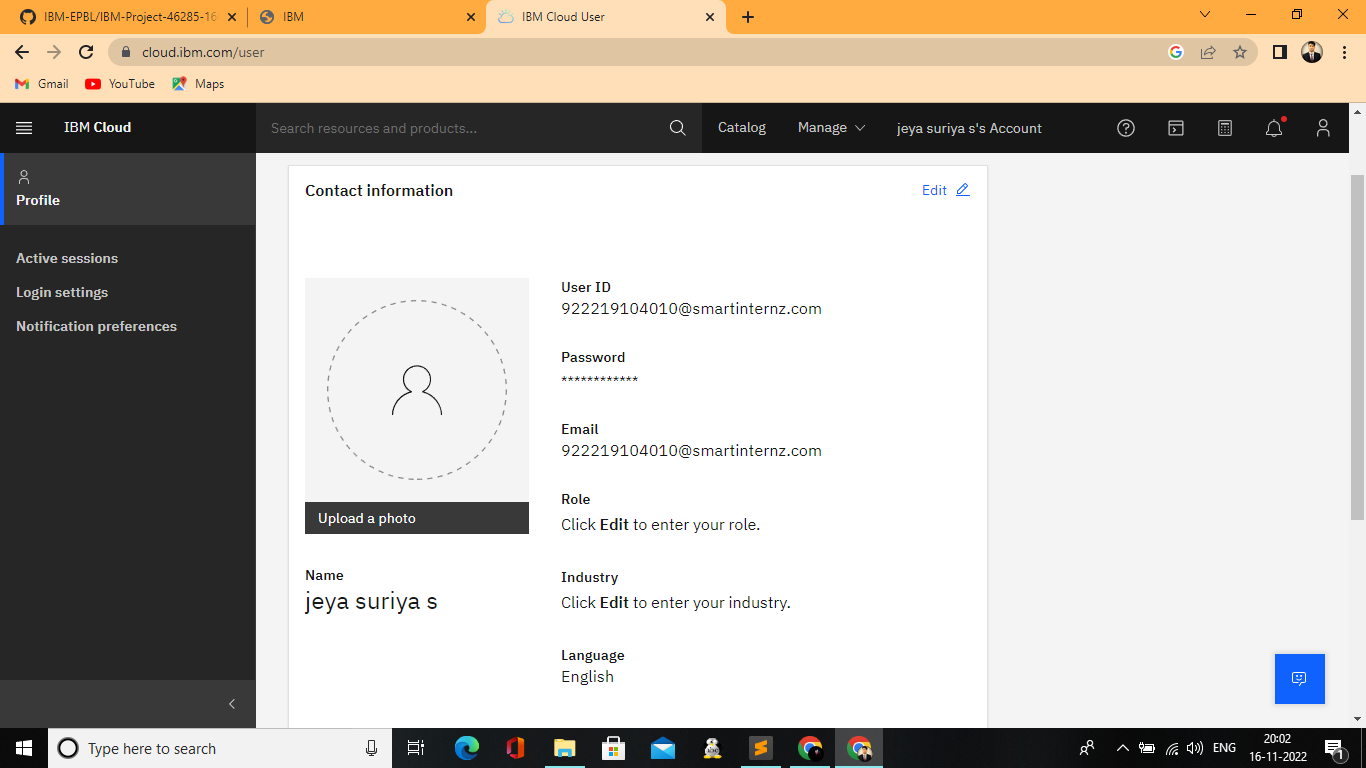 IBM-EPBL/IBM-Project-46285-16
IBM
IBM Cloud User
cloud.ibm.com/user
Gmail
YouTube
Maps
IBM Cloud
Search resources and products...
Catalog
Manage
jeya suriya s's Account
Profile
Active sessions
Login settings
Notification preferences
Contact information
Edit
Upload a photo
Name
jeya suriya s
User ID
922219104010@smartinternz.com
Password
************
Email
922219104010@smartinternz.com
Role
Click Edit to enter your role.
Industry
Click Edit to enter your industry.
Language
English
Type here to search
ENG
20:02
16-11-2022
1